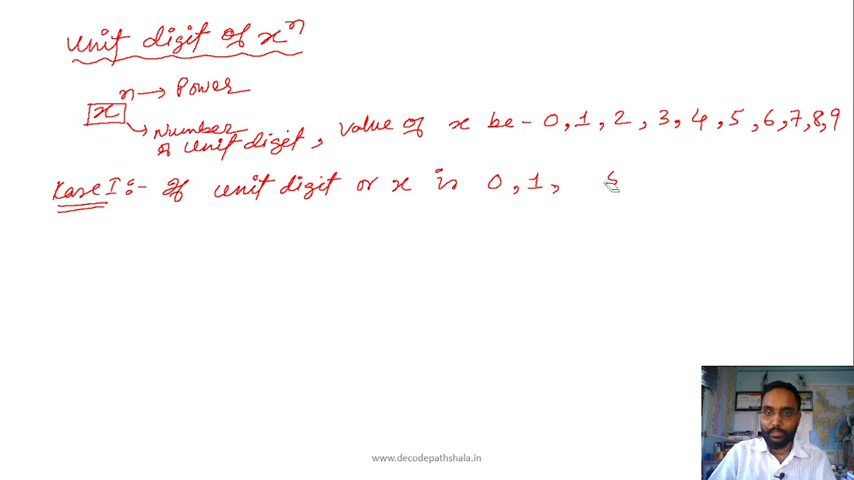 Unit digit of xⁿ
n → Power
x → Number or unit digit, value of x be - 0, 1, 2, 3, 4, 5, 6, 7, 8, 9
Case I :- If unit digit or x is 0, 1,
www.decodepathshala.in